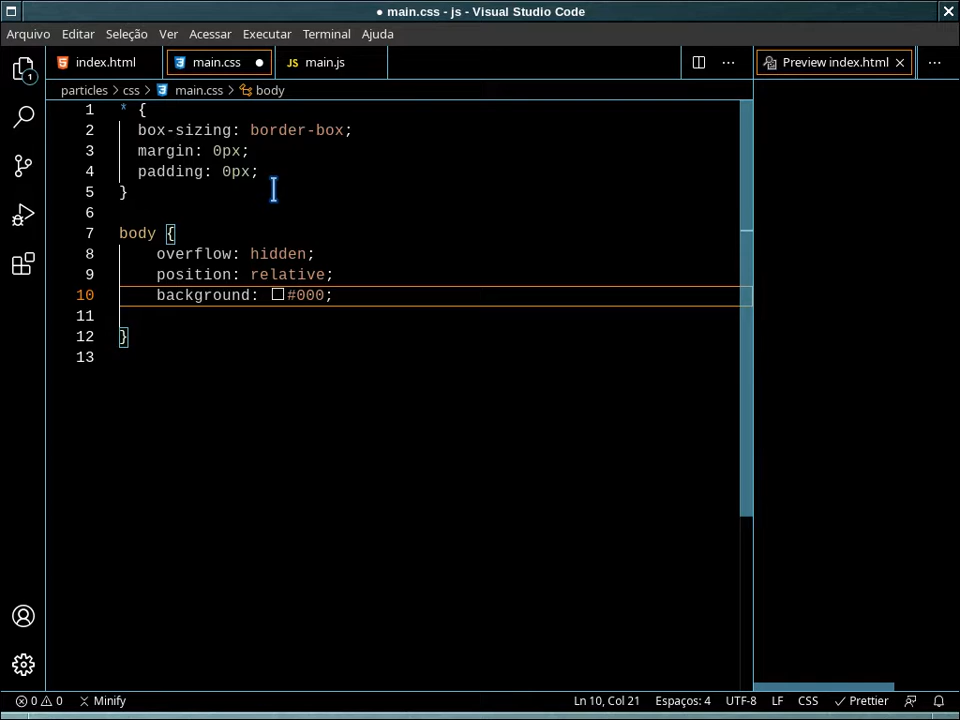 ● main.css - js - Visual Studio Code
Arquivo Editar Seleção Ver Acessar Executar Terminal Ajuda
index.html main.css ● JS main.js Preview index.html
particles > css > main.css > body
1 * {
2 box-sizing: border-box;
3 margin: 0px;
4 padding: 0px;
5 }
6
7 body {
8 overflow: hidden;
9 position: relative;
10 background: #000;
11
12 }
13
1
0 0 Minify Ln 10, Col 21 Espaços: 4 UTF-8 LF CSS Prettier